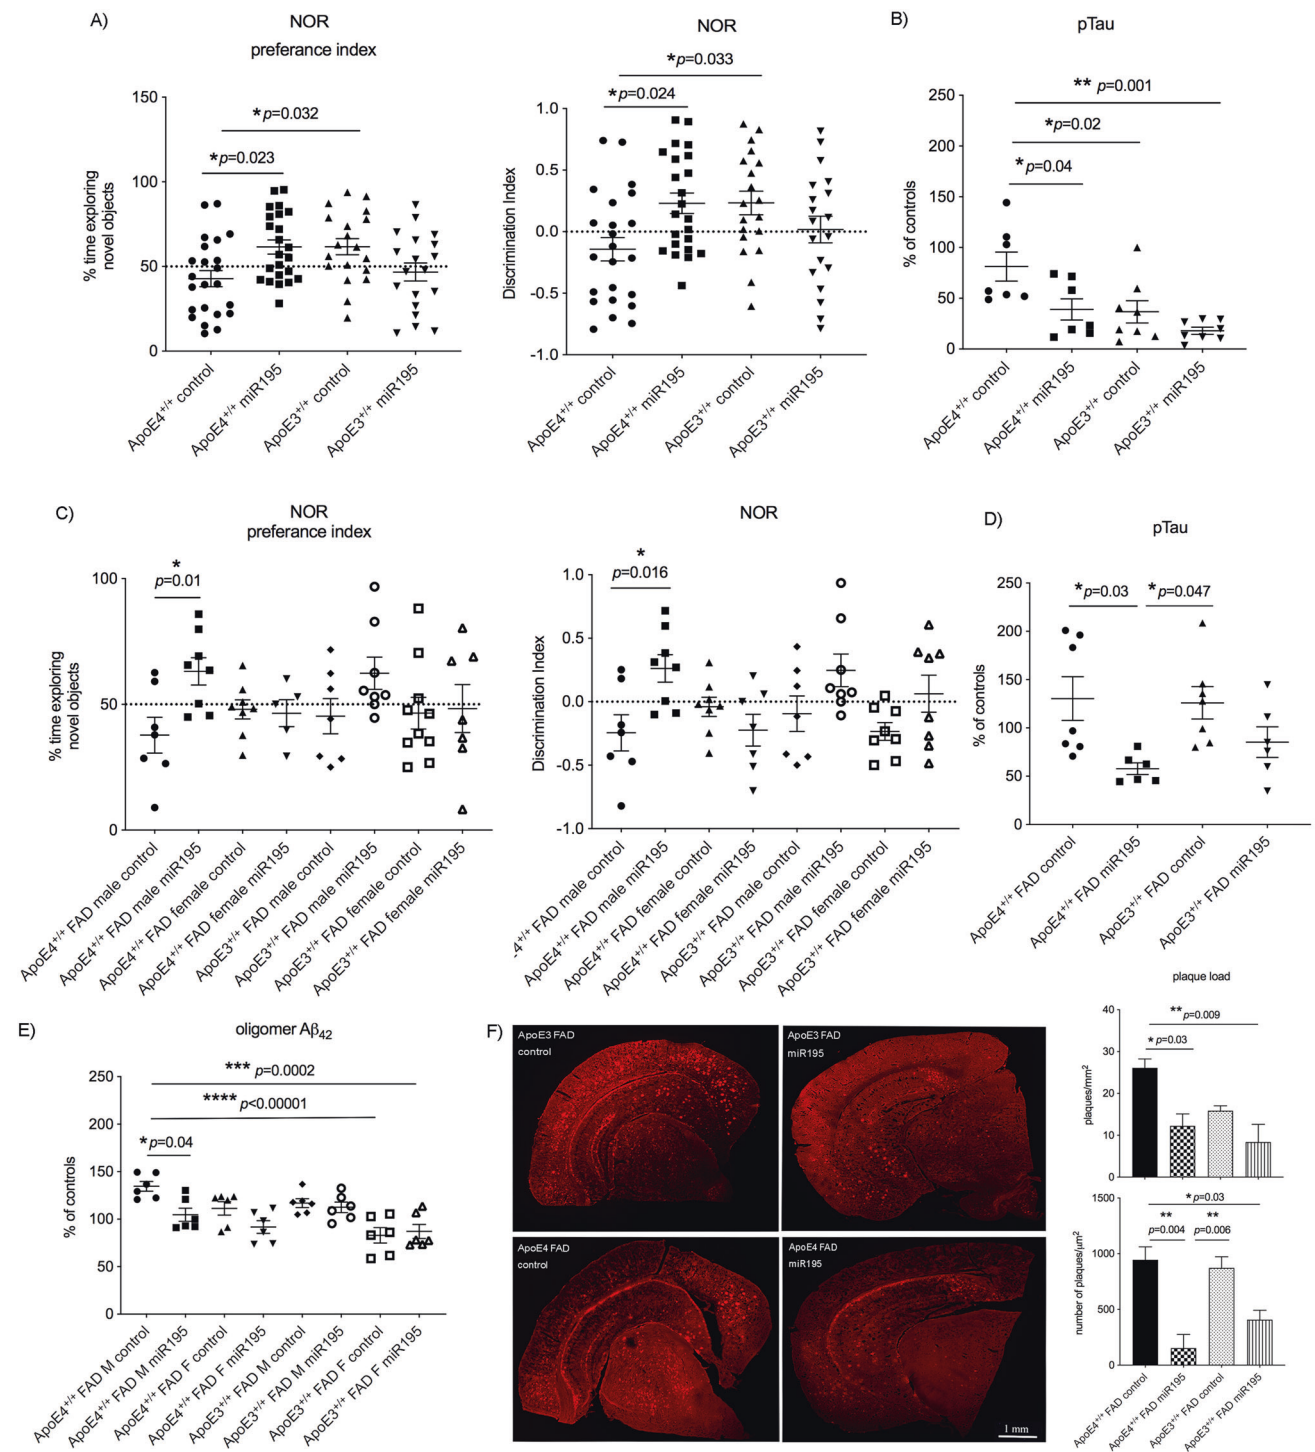 A)
NOR
preferance index
*p=0.032
*p=0.023
150
100
50
0
% time exploring
novel objects
ApoE4+/+ control
ApoE4+/+ miR195
ApoE3+/+ control
ApoE3+/+ miR195
NOR
*p=0.033
*p=0.024
1.0
0.5
0.0
-0.5
-1.0
Discrimination Index
ApoE4+/+ control
ApoE4+/+ miR195
ApoE3+/+ control
ApoE3+/+ miR195
B)
pTau
** p=0.001
*p=0.02
*p=0.04
250
200
150
100
50
0
% of controls
ApoE4+/+ control
ApoE4+/+ miR195
ApoE3+/+ control
ApoE3+/+ miR195
C)
NOR
preferance index
*
p=0.01
100
50
0
% time exploring
novel objects
ApoE4+/+ FAD male control
ApoE4+/+ FAD male miR195
ApoE4+/+ FAD female control
ApoE4+/+ FAD female miR195
ApoE3+/+ FAD male control
ApoE3+/+ FAD male miR195
ApoE3+/+ FAD female control
ApoE3+/+ FAD female miR195
NOR
*
p=0.016
1.0
0.5
0.0
-0.5
-1.0
Discrimination Index
E4+/+ FAD male control
ApoE4+/+ FAD male miR195
ApoE4+/+ FAD female control
ApoE4+/+ FAD female miR195
ApoE3+/+ FAD male control
ApoE3+/+ FAD male miR195
ApoE3+/+ FAD female control
ApoE3+/+ FAD female miR195
D)
pTau
*p=0.03
*p=0.047
250
200
150
100
50
0
% of controls
ApoE4+/+ FAD control
ApoE4+/+ FAD miR195
ApoE3+/+ FAD control
ApoE3+/+ FAD miR195
E)
oligomer Aβ42
*** p=0.0002
**** p<0.00001
*p=0.04
250
200
150
100
50
0
% of controls
ApoE4+/+ FAD M control
ApoE4+/+ FAD M miR195
ApoE4+/+ FAD F control
ApoE4+/+ FAD F miR195
ApoE3+/+ FAD M control
ApoE3+/+ FAD M miR195
ApoE3+/+ FAD F control
ApoE3+/+ FAD F miR195
F)
ApoE3 FAD
control
ApoE3 FAD
miR195
ApoE4 FAD
control
ApoE4 FAD
miR195
1 mm
plaque load
** p=0.009
* p=0.03
40
30
20
10
0
plaques/mm²
* p=0.03
** **
p=0.004 p=0.006
1500
1000
500
0
number of plaques/µm²
ApoE4+/+ FAD control
ApoE4+/+ FAD miR195
ApoE3+/+ FAD control
ApoE3+/+ FAD miR195